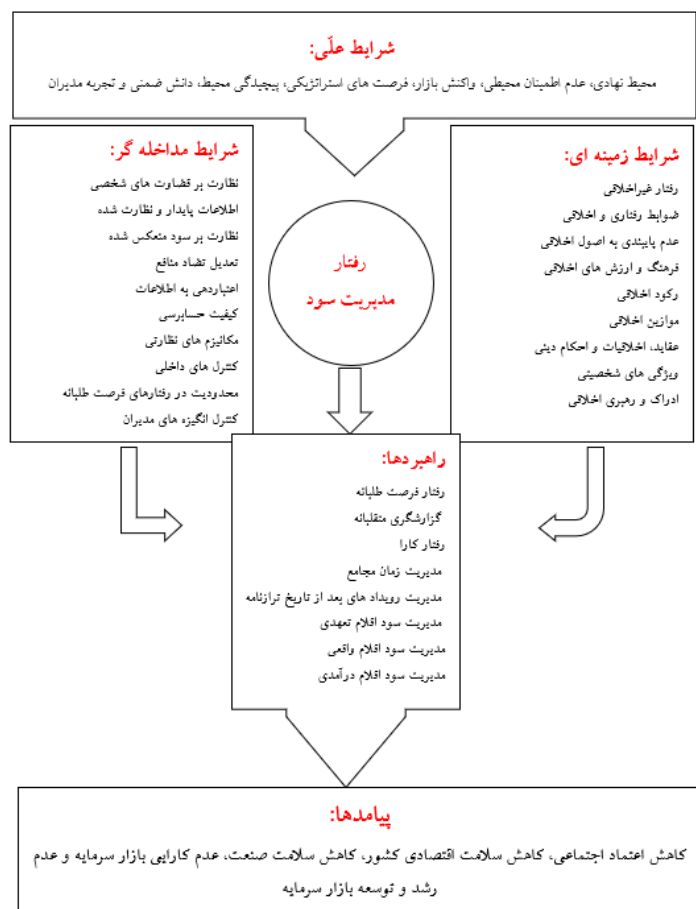 شرایط علّی:
محیط نهادی، عدم اطمینان محیطی، واکنش بازار، فرصت های استراتژیکی، پیچیدگی محیط، دانش ضمنی و تجربه مدیران
شرایط زمینه ای:
رفتار غیراخلاقی
ضوابط رفتاری و اخلاقی
عدم پایبندی به اصول اخلاقی
فرهنگ و ارزش های اخلاقی
رکود اخلاقی
موازین اخلاقی
عقاید، اخلاقیات و احکام دینی
ویژگی های شخصیتی
ادراک و رهبری اخلاقی
رفتار
مدیریت سود
شرایط مداخله گر:
نظارت بر قضاوت های شخصی
اطلاعات پایدار و نظارت شده
نظارت بر سود منعکس شده
تعدیل تضاد منافع
اعتباردهی به اطلاعات
کیفیت حسابرسی
مکانیزم های نظارتی
کنترل های داخلی
محدودیت در رفتارهای فرصت طلبانه
کنترل انگیزه های مدیران
راهبردها:
رفتار فرصت طلبانه
گزارشگری متقلبانه
رفتار کارا
مدیریت زمان مجامع
مدیریت رویداد های بعد از تاریخ ترازنامه
مدیریت سود اقلام تعهدی
مدیریت سود اقلام واقعی
مدیریت سود اقلام درآمدی
پیامدها:
کاهش اعتماد اجتماعی، کاهش سلامت اقتصادی کشور، کاهش سلامت صنعت، عدم کارایی بازار سرمایه و عدم
رشد و توسعه بازار سرمایه